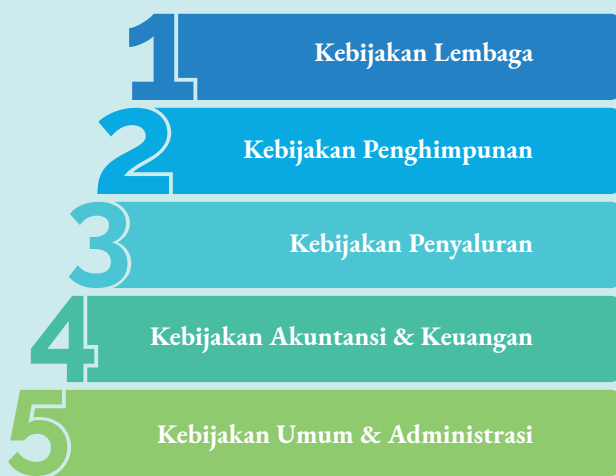 1 Kebijakan Lembaga
2 Kebijakan Penghimpunan
3 Kebijakan Penyaluran
4 Kebijakan Akuntansi & Keuangan
5 Kebijakan Umum & Administrasi